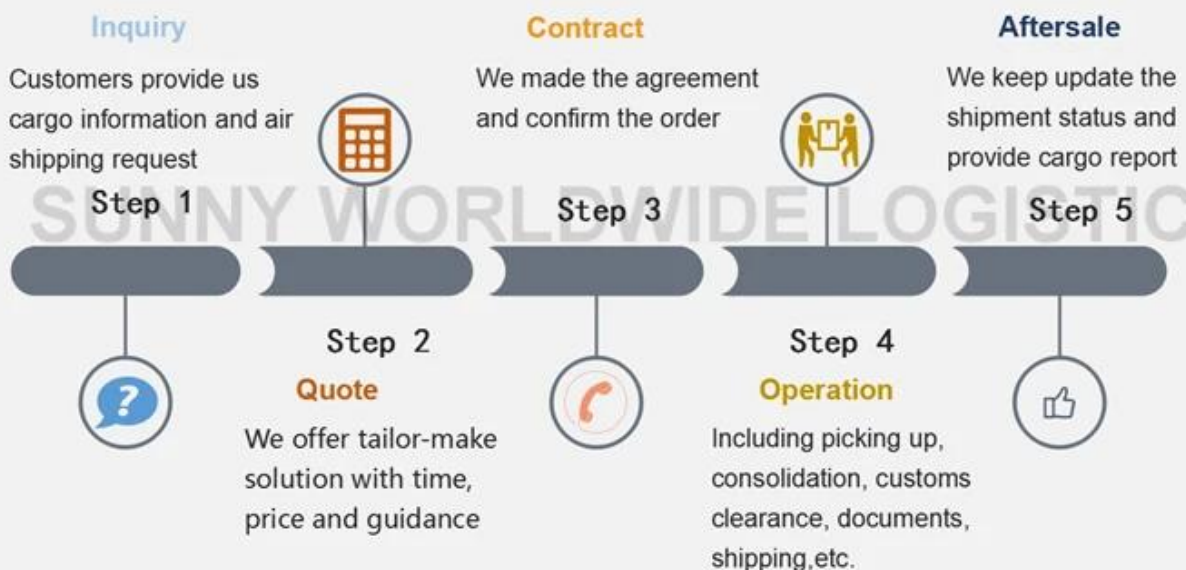 Inquiry
Customers provide us
cargo information and air
shipping request
Step 1
Step 2
Quote
We offer tailor-make
solution with time,
price and guidance
Contract
We made the agreement
and confirm the order
Step 3
Step 4
Operation
Including picking up,
consolidation, customs
clearance, documents,
shipping,etc.
Aftersale
We keep update the
shipment status and
provide cargo report
Step 5
SUNNY WORLDWIDE LOGISTIC
?